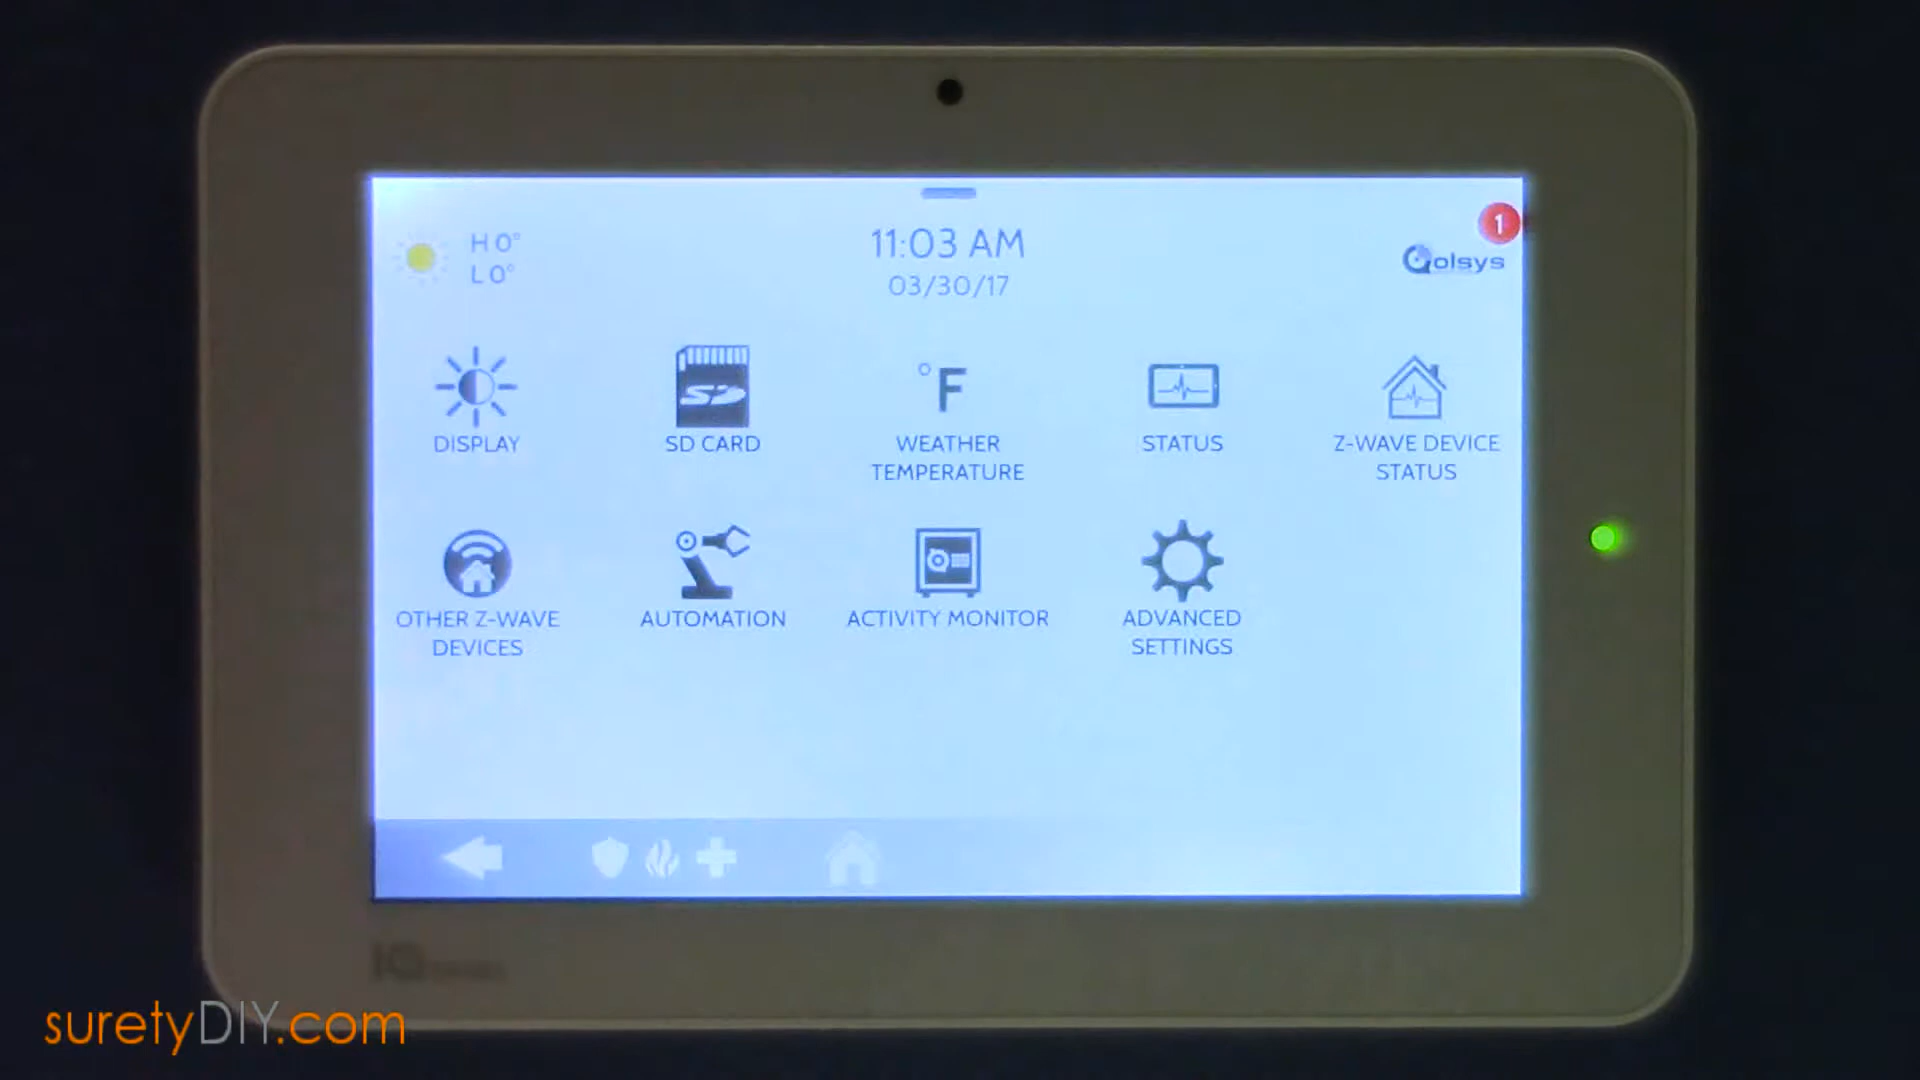 H 0°
L 0°
11:03 AM
03/30/17
1
Qolsys
DISPLAY
SD
SD CARD
°F
WEATHER
TEMPERATURE
STATUS
Z-WAVE DEVICE
STATUS
OTHER Z-WAVE
DEVICES
AUTOMATION
ACTIVITY MONITOR
ADVANCED
SETTINGS
IQ
suretyDIY.com